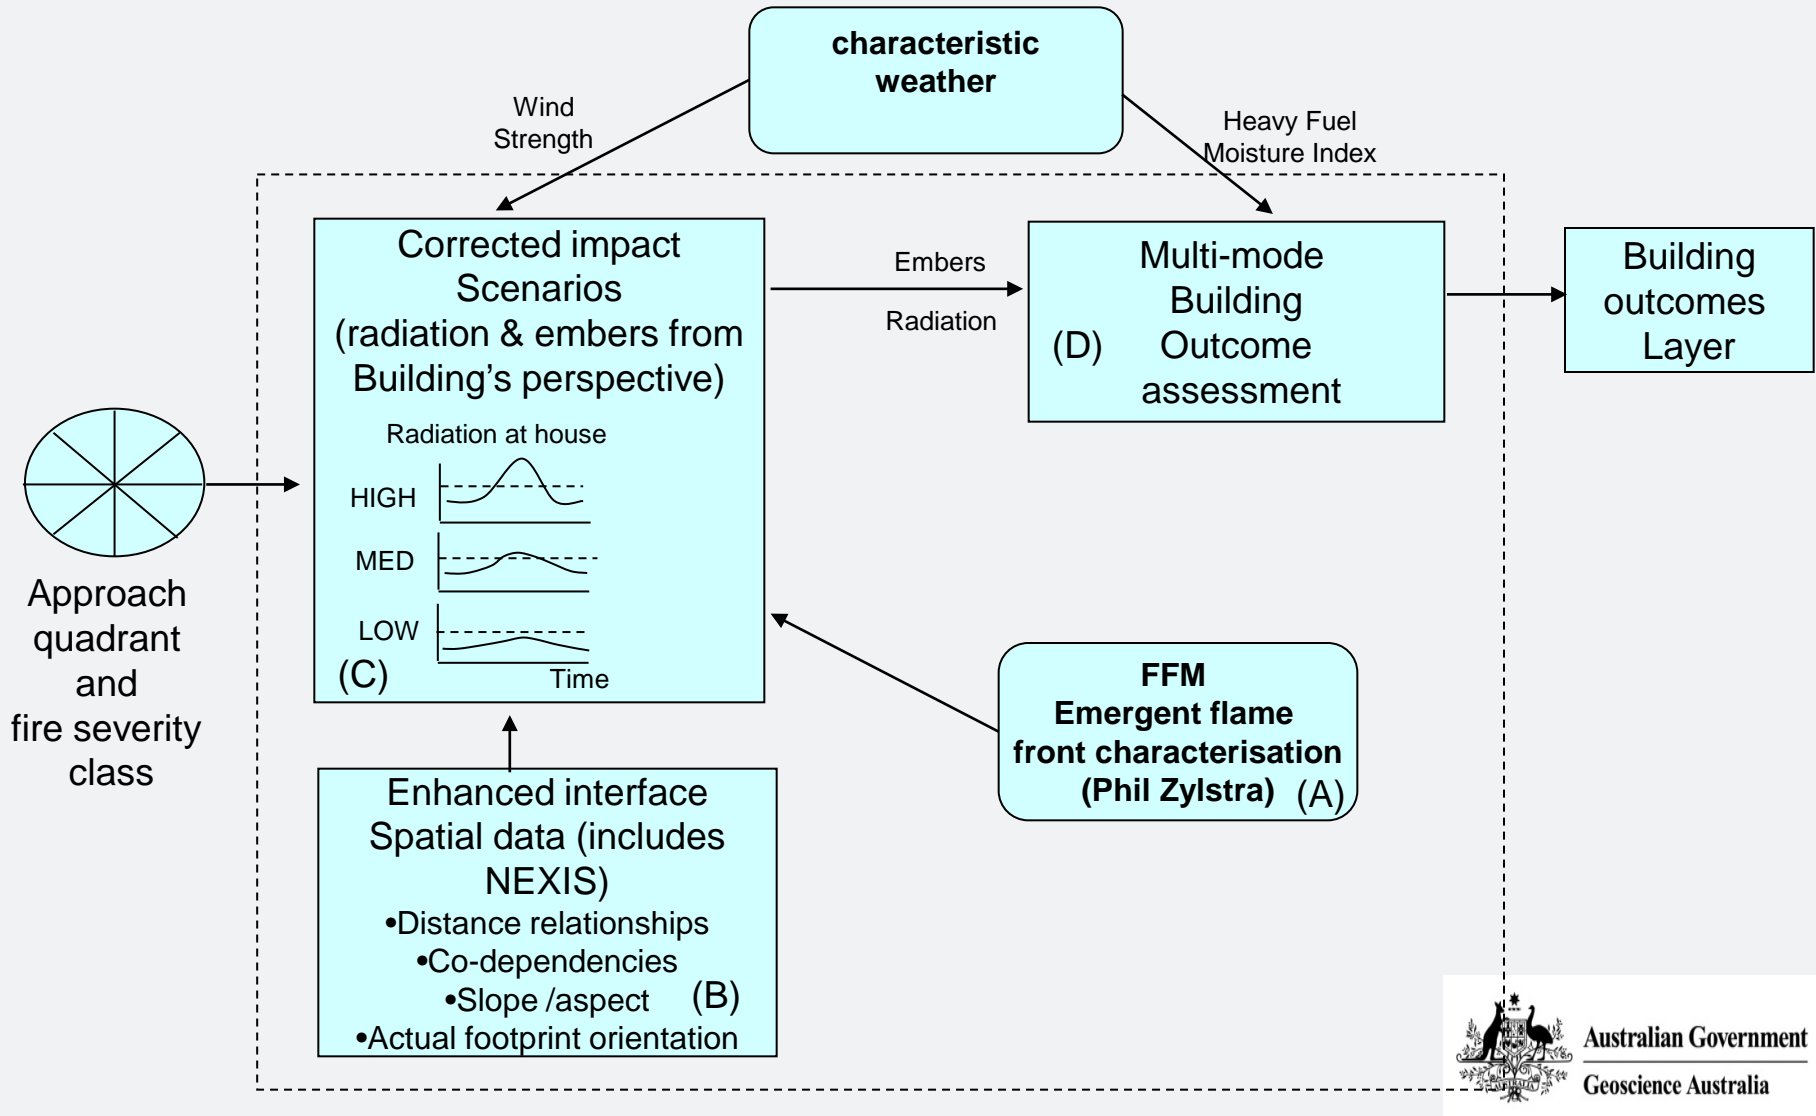 characteristic
weather
Wind
Strength
Heavy Fuel
Moisture Index
Corrected impact
Scenarios
(radiation & embers from
Building’s perspective)
Radiation at house
HIGH
MED
LOW
(C)
Time
Embers
Radiation
Multi-mode
Building
(D) Outcome
assessment
Building
outcomes
Layer
Approach
quadrant
and
fire severity
class
FFM
Emergent flame
front characterisation
(Phil Zylstra) (A)
Enhanced interface
Spatial data (includes
NEXIS)
•Distance relationships
•Co-dependencies
•Slope /aspect (B)
•Actual footprint orientation
AUSTRALIA
Australian Government
Geoscience Australia